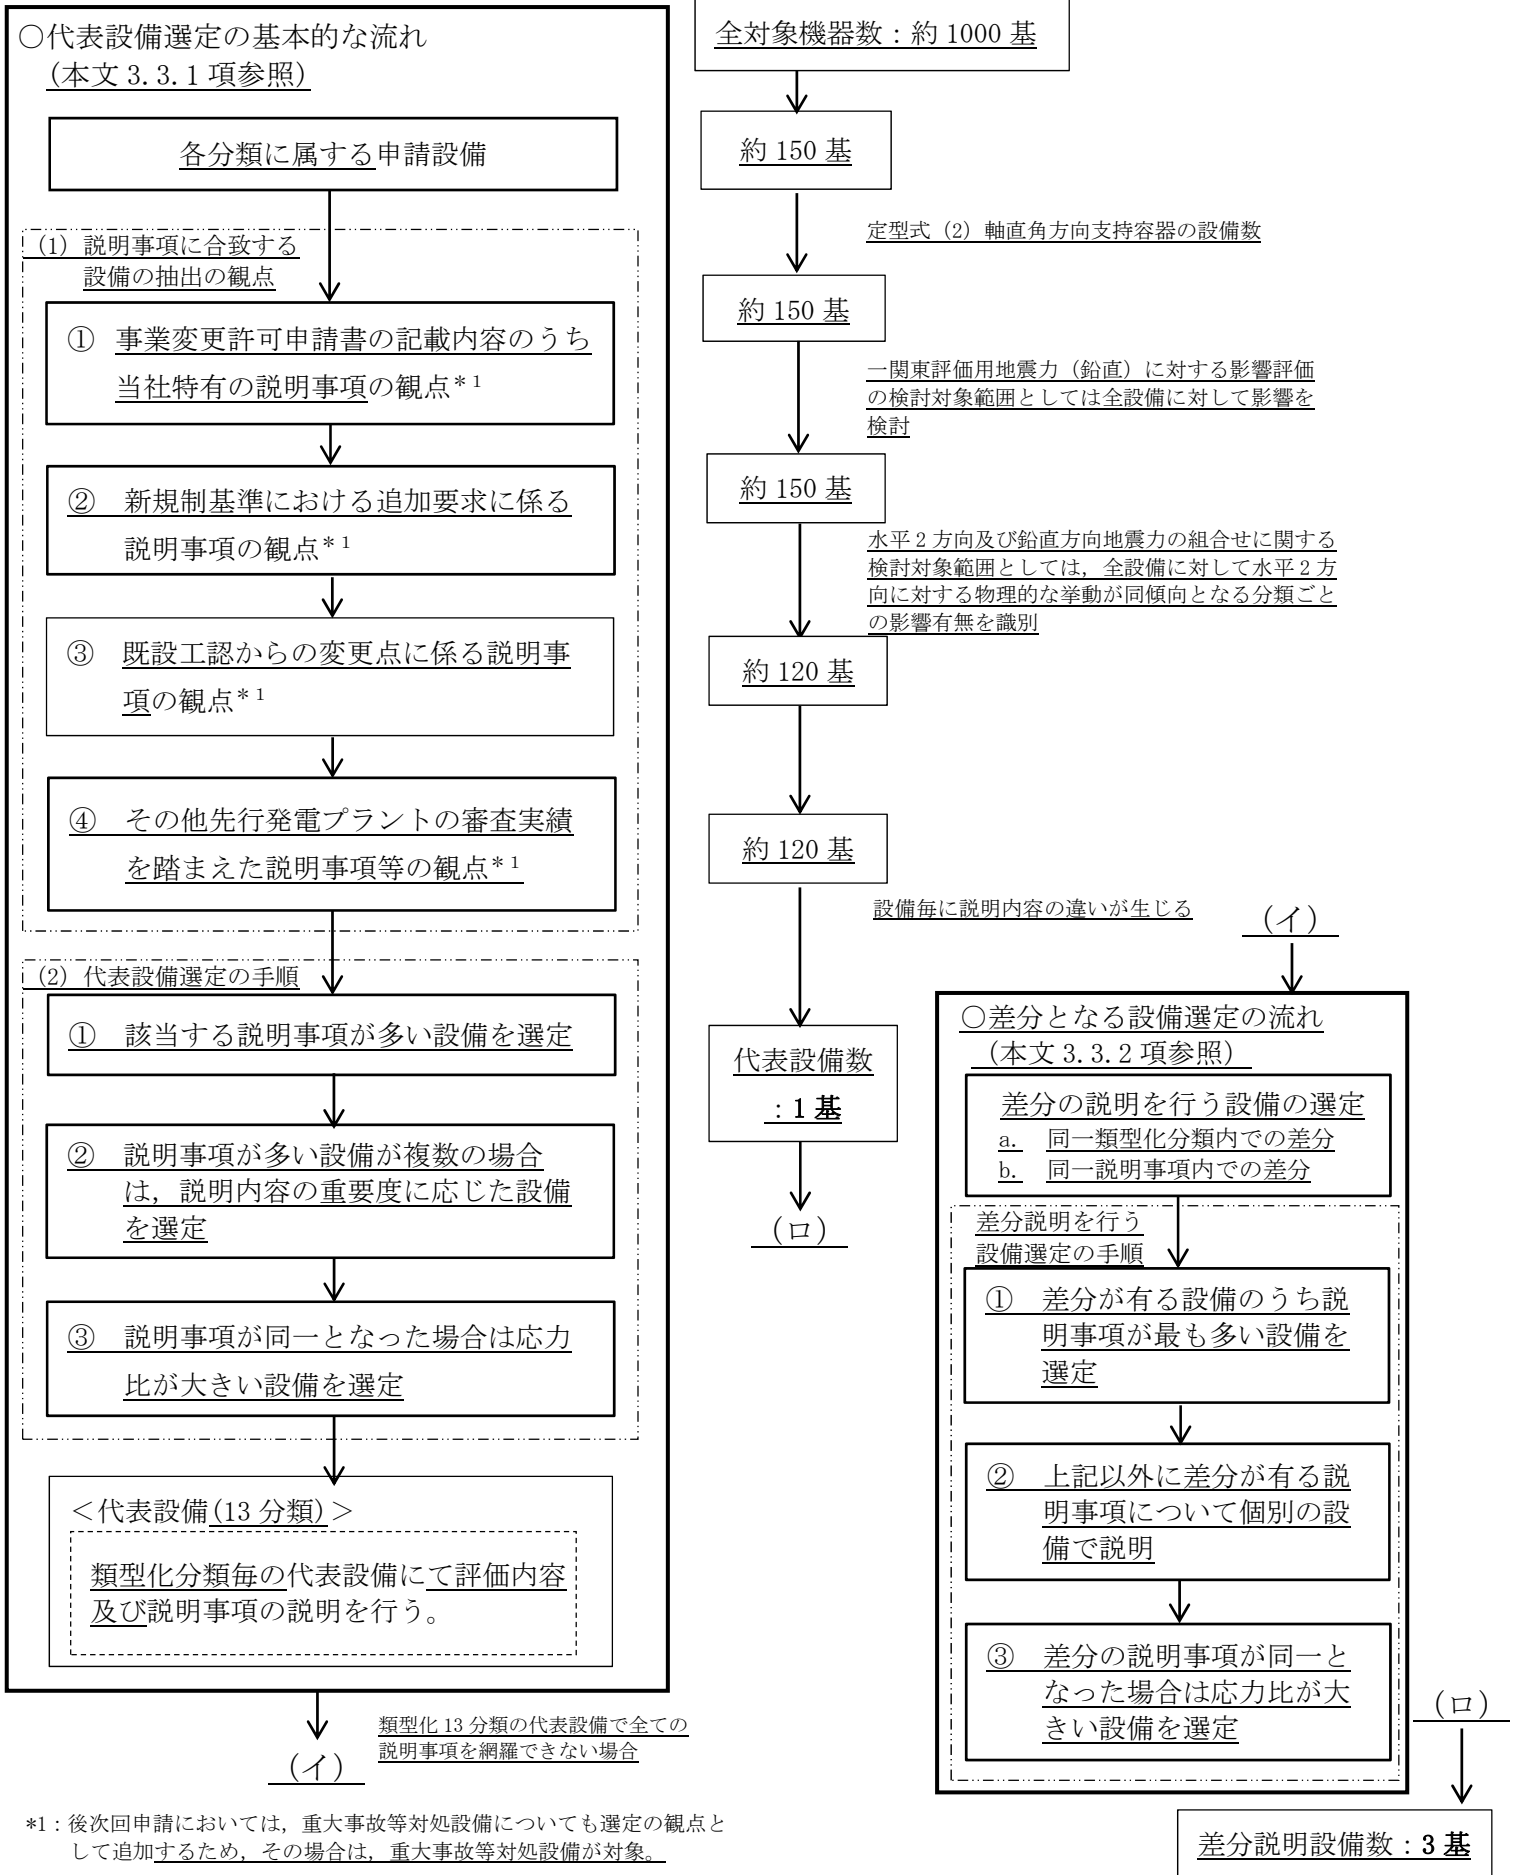 ○代表設備選定の基本的な流れ
(本文 3.3.1 項参照)
各分類に属する申請設備
(1) 説明事項に合致する
設備の抽出の観点
① 事業変更許可申請書の記載内容のうち
当社特有の説明事項の観点*1
② 新規制基準における追加要求に係る
説明事項の観点*1
③ 既設工認からの変更点に係る説明事
項の観点*1
④ その他先行発電プラントの審査実績
を踏まえた説明事項等の観点*1
(2) 代表設備選定の手順
① 該当する説明事項が多い設備を選定
② 説明事項が多い設備が複数の場合
は，説明内容の重要度に応じた設備
を選定
③ 説明事項が同一となった場合は応力
比が大きい設備を選定
＜代表設備(13 分類)＞
類型化分類毎の代表設備にて評価内容
及び説明事項の説明を行う。
類型化 13 分類の代表設備で全ての
説明事項を網羅できない場合
(イ)
*1：後次回申請においては，重大事故等対処設備についても選定の観点と
して追加するため，その場合は，重大事故等対処設備が対象。
全対象機器数：約 1000 基
約 150 基
定型式（2）軸直角方向支持容器の設備数
約 150 基
一関東評価用地震力（鉛直）に対する影響評価
の検討対象範囲としては全設備に対して影響を
検討
約 150 基
水平 2 方向及び鉛直方向地震力の組合せに関する
検討対象範囲としては，全設備に対して水平 2 方
向に対する物理的な挙動が同傾向となる分類ごと
の影響有無を識別
約 120 基
約 120 基
設備毎に説明内容の違いが生じる
代表設備数
：1 基
(ロ)
(イ)
○差分となる設備選定の流れ
(本文 3.3.2 項参照)
差分の説明を行う設備の選定
a. 同一類型化分類内での差分
b. 同一説明事項内での差分
差分説明を行う
設備選定の手順
① 差分が有る設備のうち説
明事項が最も多い設備を
選定
② 上記以外に差分が有る説
明事項について個別の設
備で説明
③ 差分の説明事項が同一と
なった場合は応力比が大
きい設備を選定
(ロ)
差分説明設備数：3 基